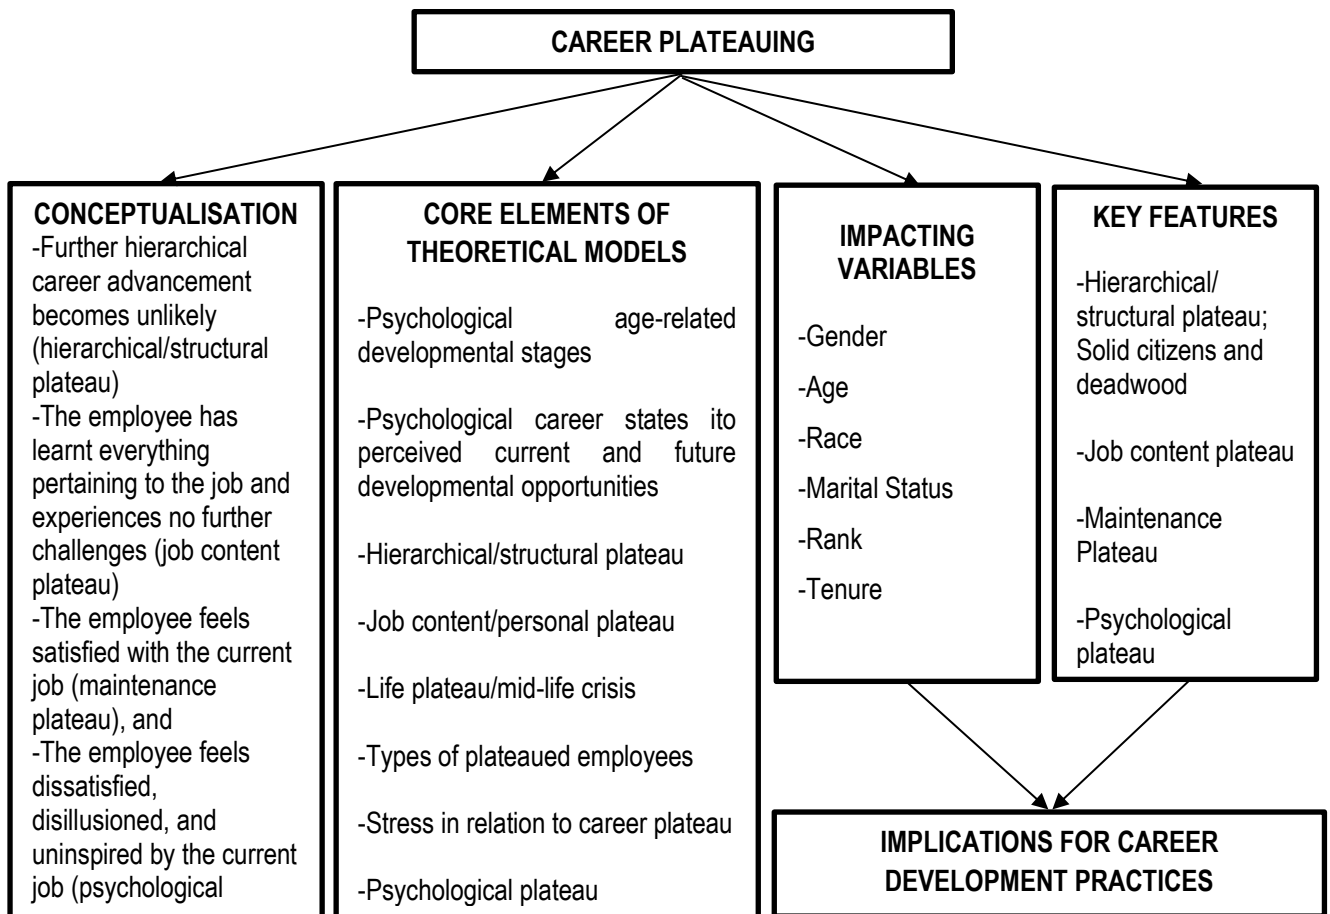 CAREER PLATEAUING
CONCEPTUALISATION
-Further hierarchical
career advancement
becomes unlikely
(hierarchical/structural
plateau)
-The employee has
learnt everything
pertaining to the job and
experiences no further
challenges (job content
plateau)
-The employee feels
satisfied with the current
job (maintenance
plateau), and
-The employee feels
dissatisfied,
disillusioned, and
uninspired by the current
job (psychological
CORE ELEMENTS OF
THEORETICAL MODELS
-Psychological age-related
developmental stages
-Psychological career states ito
perceived current and future
developmental opportunities
-Hierarchical/structural plateau
-Job content/personal plateau
-Life plateau/mid-life crisis
-Types of plateaued employees
-Stress in relation to career plateau
-Psychological plateau
IMPACTING
VARIABLES
-Gender
-Age
-Race
-Marital Status
-Rank
-Tenure
KEY FEATURES
-Hierarchical/
structural plateau;
Solid citizens and
deadwood
-Job content plateau
-Maintenance
Plateau
-Psychological
plateau
IMPLICATIONS FOR CAREER
DEVELOPMENT PRACTICES